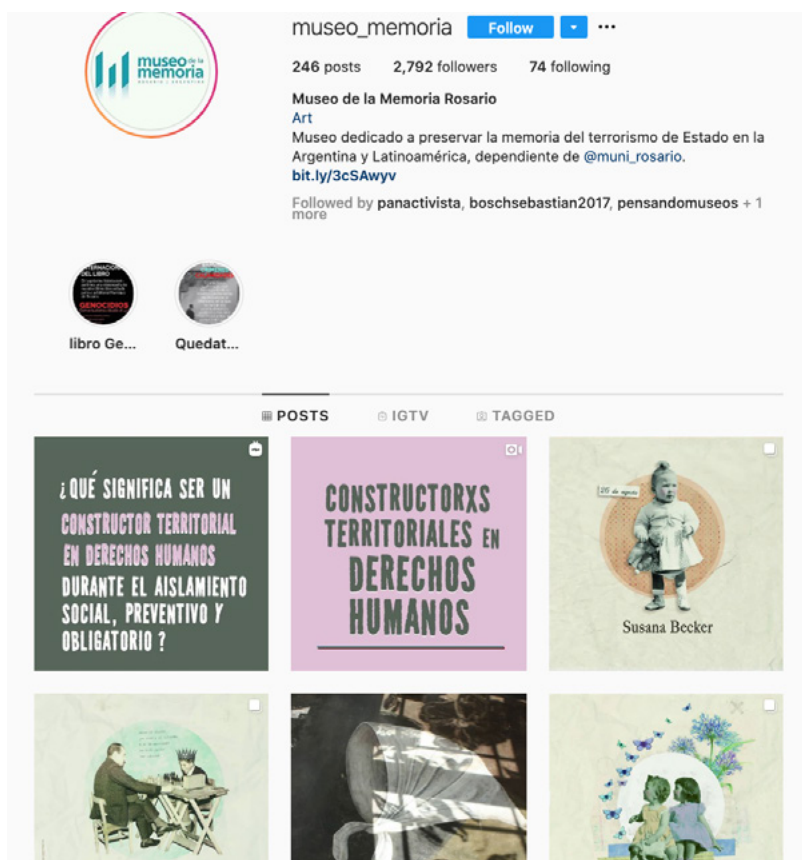 museo_memoria Follow
museo de la
memoria
ROSARIO | ARGENTINA
246 posts 2,792 followers 74 following
Museo de la Memoria Rosario
Art
Museo dedicado a preservar la memoria del terrorismo de Estado en la
Argentina y Latinoamérica, dependiente de @muni_rosario.
bit.ly/3cSAwyv
Followed by panactivista, boschsebastian2017, pensandomuseos + 1
more
DEL LIBRO
GENOCIDIOS
libro Ge... Quedat...
POSTS IGTV TAGGED
¿QUÉ SIGNIFICA SER UN
CONSTRUCTOR TERRITORIAL
EN DERECHOS HUMANOS
DURANTE EL AISLAMIENTO
SOCIAL, PREVENTIVO Y
OBLIGATORIO ?
CONSTRUCTORXS
TERRITORIALES EN
DERECHOS
HUMANOS
25 de agosto
Susana Becker